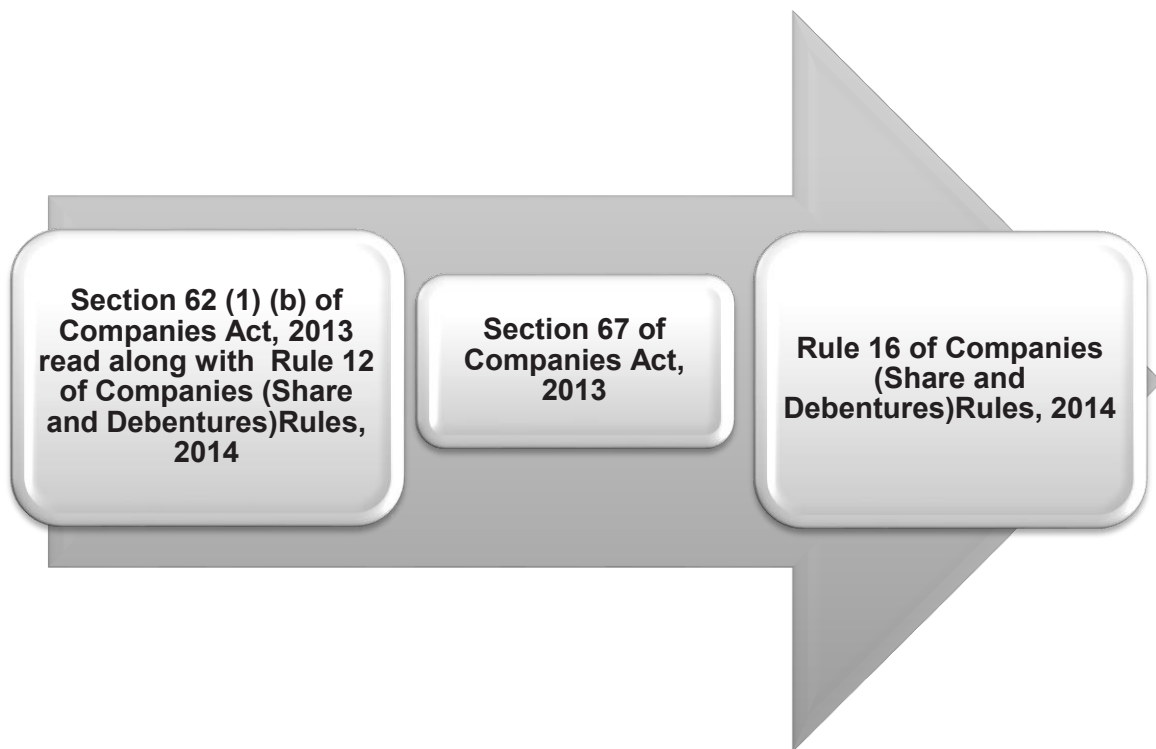 Section 62 (1) (b) of
Companies Act, 2013
read along with  Rule 12
of Companies (Share
and Debentures)Rules,
2014
Section 67 of
Companies Act,
2013
Rule 16 of Companies
(Share and
Debentures)Rules, 2014